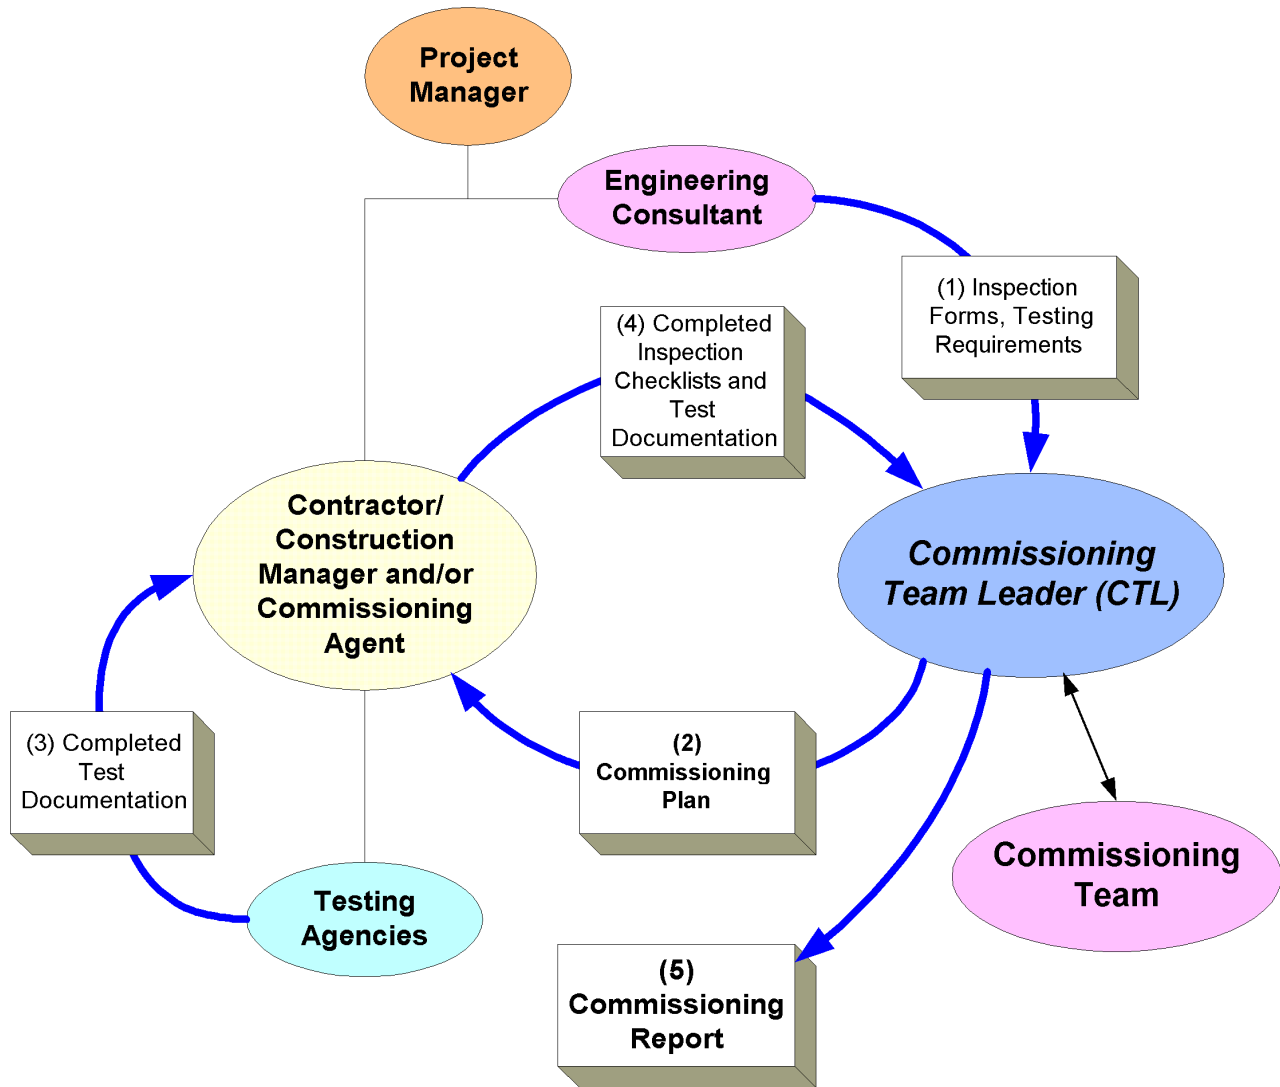 Project
Manager
Engineering
Consultant
(1) Inspection
Forms, Testing
Requirements
(4) Completed
Inspection
Checklists and
Test
Documentation
Contractor/
Construction
Manager and/or
Commissioning
Agent
Commissioning
Team Leader (CTL)
(3) Completed
Test
Documentation
(2)
Commissioning
Plan
Commissioning
Team
Testing
Agencies
(5)
Commissioning
Report